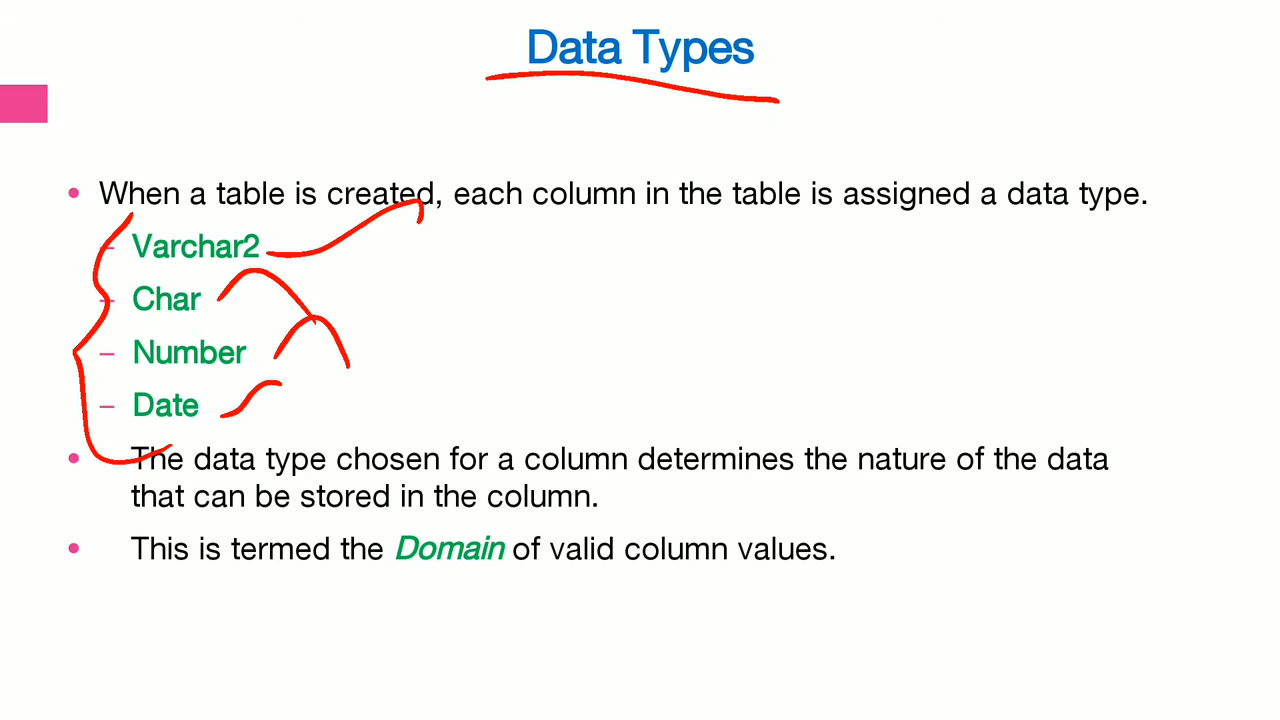 Data Types
• When a table is created, each column in the table is assigned a data type.
– Varchar2
– Char
– Number
– Date
• The data type chosen for a column determines the nature of the data
that can be stored in the column.
• This is termed the Domain of valid column values.